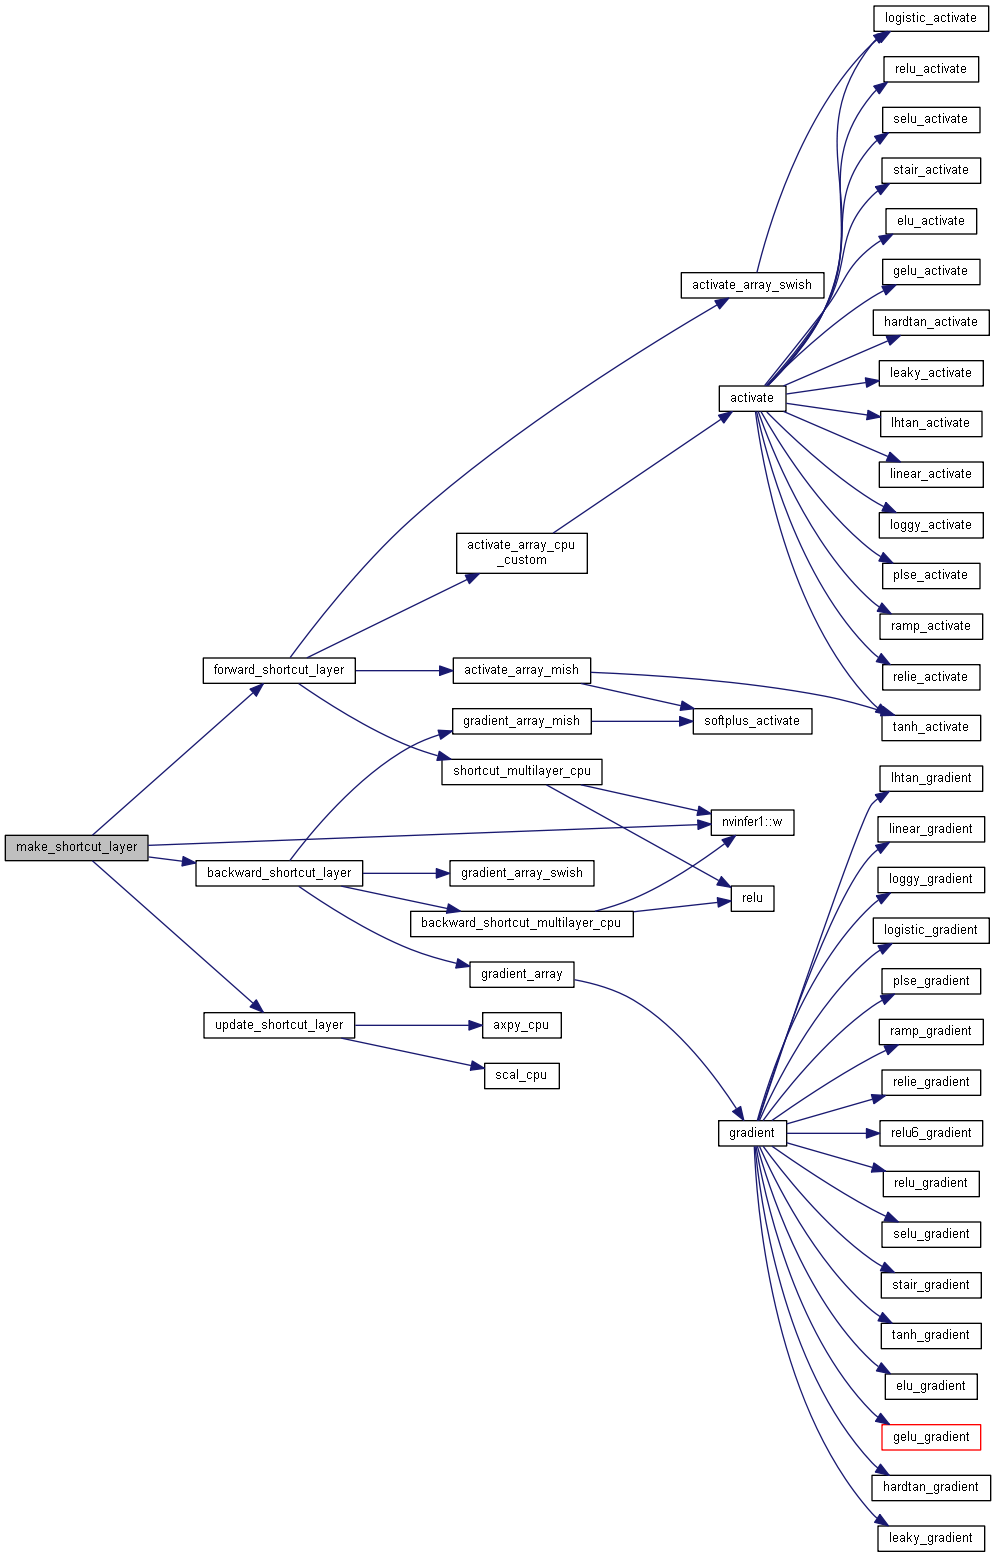 logistic_activate
relu_activate
selu_activate
stair_activate
elu_activate
gelu_activate
activate_array_swish
hardtan_activate
leaky_activate
activate
lhtan_activate
linear_activate
loggy_activate
activate_array_cpu
_custom
plse_activate
ramp_activate
forward_shortcut_layer
activate_array_mish
relie_activate
gradient_array_mish
softplus_activate
tanh_activate
shortcut_multilayer_cpu
lhtan_gradient
nvinfer1::w
linear_gradient
make_shortcut_layer
backward_shortcut_layer
gradient_array_swish
loggy_gradient
relu
backward_shortcut_multilayer_cpu
logistic_gradient
gradient_array
plse_gradient
update_shortcut_layer
axpy_cpu
ramp_gradient
scal_cpu
relie_gradient
gradient
relu6_gradient
relu_gradient
selu_gradient
stair_gradient
tanh_gradient
elu_gradient
gelu_gradient
hardtan_gradient
leaky_gradient